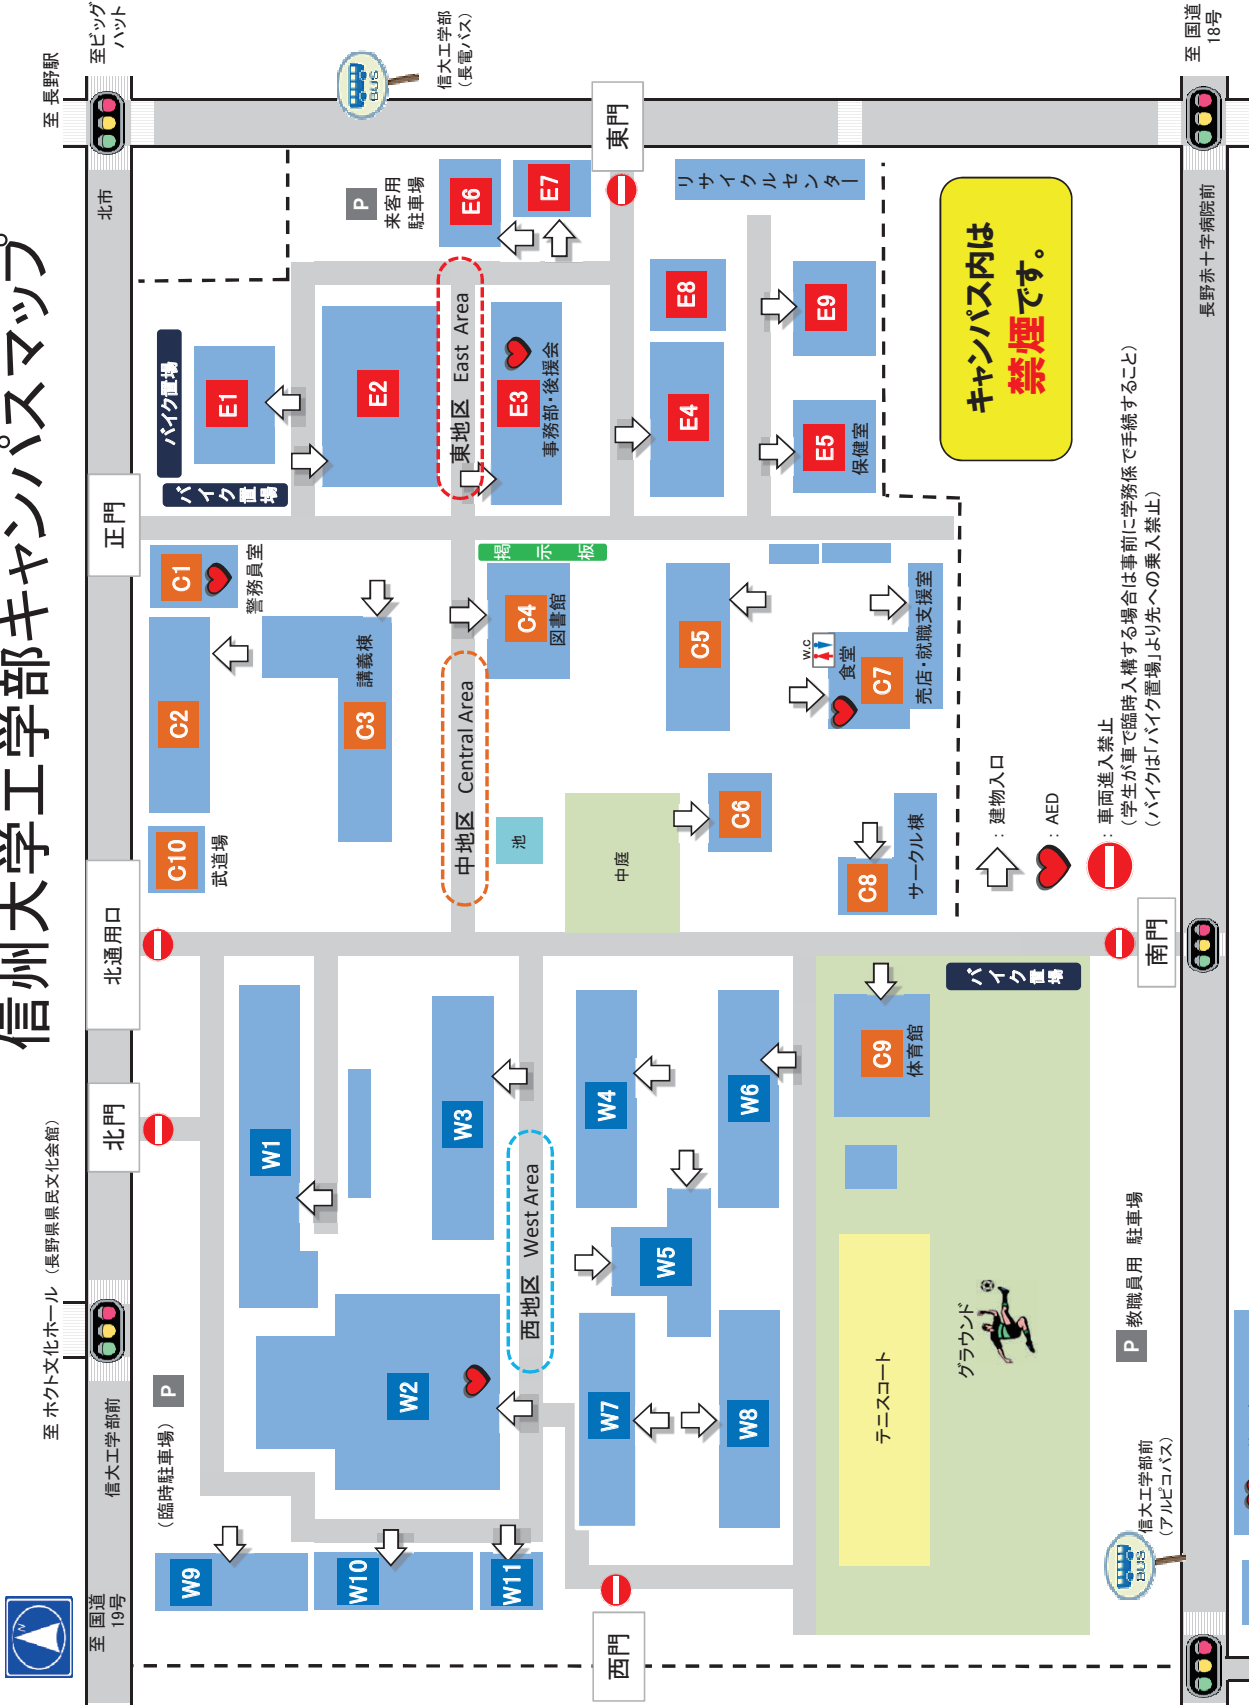 信州大学工学部キャンパスマップ
N
至 国道
19号
信大工学部前
至 ホクト文化ホール（長野県県民文化会館）
北門
北通用口
正門
北市
至 長野駅
至ビッグ
ハット
（臨時駐車場）
P
W9
W10
W11
W1
W2
W3
西地区 West Area
W4
W5
W6
W7
W8
西門
C10
武道場
C2
C1
警務員室
C3
講義棟
中地区 Central Area
池
中庭
C4
図書館
掲示板
C5
C6
W.C
食堂
C7
売店・就職支援室
C8
サークル棟
C9
体育館
バイク置場
バイク置場
バイク置場
E1
E2
東地区 East Area
E3
事務部・後援会
P
来客用
駐車場
E6
E7
東門
BUS
信大工学部
（長電バス）
E4
E8
リサイクルセンター
E5
保健室
E9
キャンパス内は
禁煙です。
：建物入口
：AED
：車両進入禁止
（学生が車で臨時入構する場合は事前に学務係で手続すること）
（バイクは「バイク置場」より先への乗入禁止）
テニスコート
グラウンド
P
教職員用 駐車場
BUS
信大工学部前
（アルピコバス）
南門
長野赤十字病院前
至 国道
18号